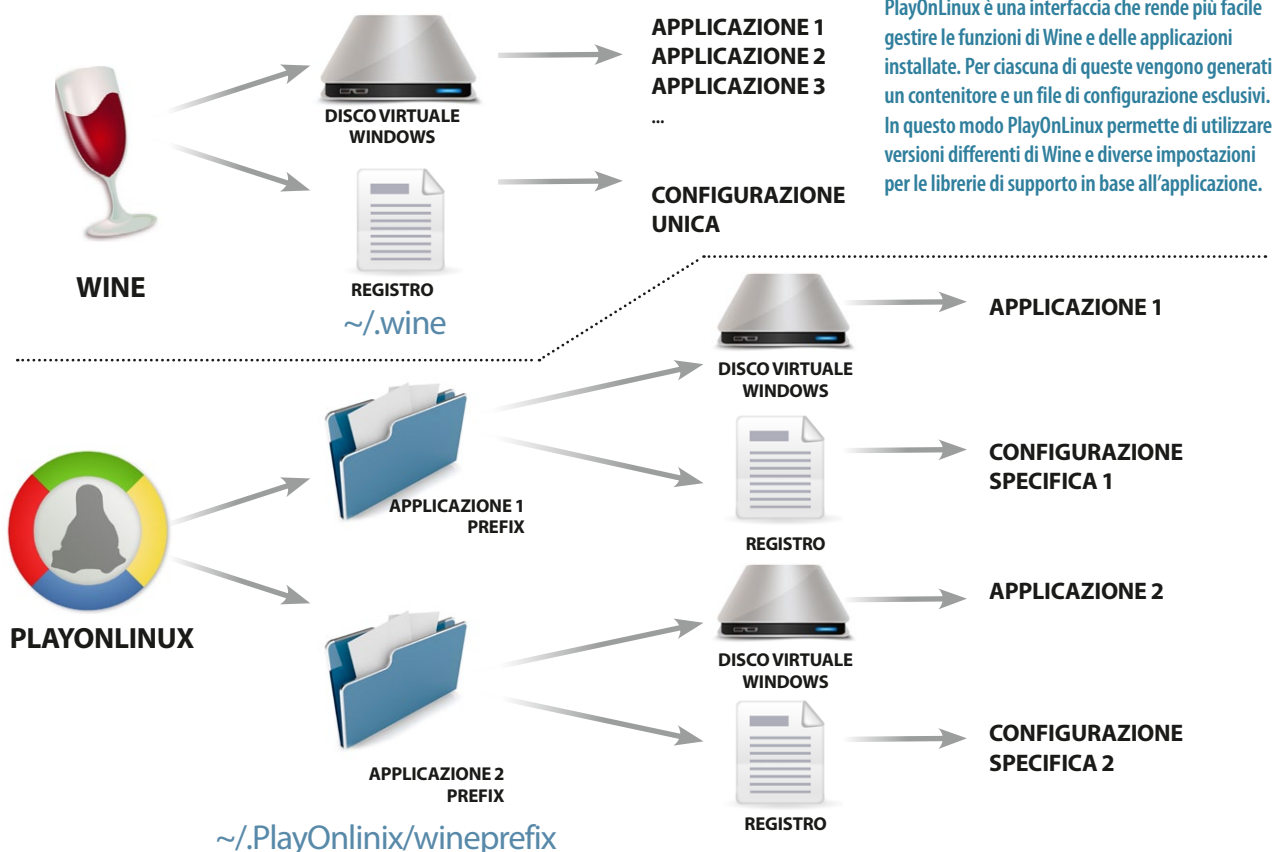 PlayOnLinux è una interfaccia che rende più facile
gestire le funzioni di Wine e delle applicazioni
installate. Per ciascuna di queste vengono generati
un contenitore e un file di configurazione esclusivi.
In questo modo PlayOnLinux permette di utilizzare
versioni differenti di Wine e diverse impostazioni
per le librerie di supporto in base all'applicazione.
APPLICAZIONE 1
APPLICAZIONE 2
APPLICAZIONE 3
...
DISCO VIRTUALE
WINDOWS
CONFIGURAZIONE
UNICA
WINE
REGISTRO
~/.wine
APPLICAZIONE 1
DISCO VIRTUALE
WINDOWS
CONFIGURAZIONE
SPECIFICA 1
APPLICAZIONE 1
PREFIX
REGISTRO
PLAYONLINUX
APPLICAZIONE 2
DISCO VIRTUALE
WINDOWS
CONFIGURAZIONE
SPECIFICA 2
APPLICAZIONE 2
PREFIX
REGISTRO
~/.PlayOnlinix/wineprefix